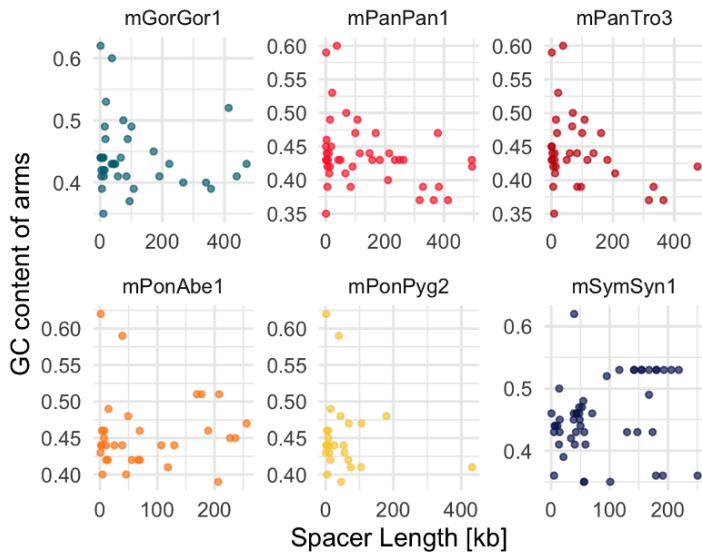 mGorGor1 mPanPan1 mPanTro3
0.6 0.5 0.4
0 200 400
0.60 0.55 0.50 0.45 0.40 0.35
0 200 400
0.60 0.55 0.50 0.45 0.40 0.35
0 200 400
GC content of arms
mPonAbe1 mPonPyg2 mSymSyn1
0.60 0.55 0.50 0.45 0.40
0 100 200
0.60 0.55 0.50 0.45 0.40
0 200 400
0.6 0.5 0.4
0 100 200
Spacer Length [kb]